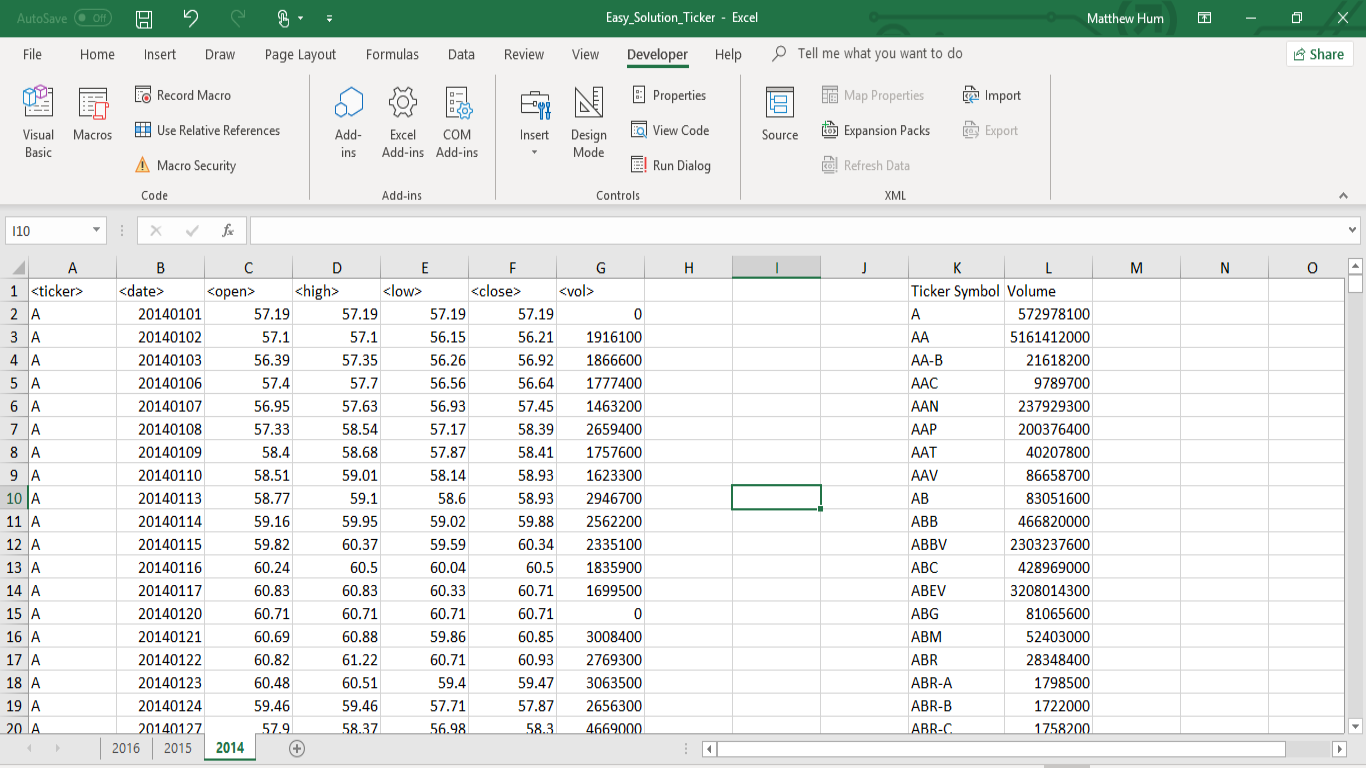 AutoSave Off Easy_Solution_Ticker - Excel Matthew Hum
File Home Insert Draw Page Layout Formulas Data Review View Developer Help Tell me what you want to do Share
Visual Basic
Macros
Record Macro
Use Relative References
Macro Security
Code
Add-ins
Excel Add-ins
COM Add-ins
Add-ins
Insert
Design Mode
Properties
View Code
Run Dialog
Controls
Source
Map Properties
Expansion Packs
Refresh Data
Import
Export
XML
I10 fx
A B C D E F G H I J K L M N O
1 <ticker> <date> <open> <high> <low> <close> <vol> Ticker Symbol Volume
2 A 20140101 57.19 57.19 57.19 57.19 0 A 572978100
3 A 20140102 57.1 57.1 56.15 56.21 1916100 AA 5161412000
4 A 20140103 56.39 57.35 56.26 56.92 1866600 AA-B 21618200
5 A 20140106 57.4 57.7 56.56 56.64 1777400 AAC 9789700
6 A 20140107 56.95 57.63 56.93 57.45 1463200 AAN 237929300
7 A 20140108 57.33 58.54 57.17 58.39 2659400 AAP 200376400
8 A 20140109 58.4 58.68 57.87 58.41 1757600 AAT 40207800
9 A 20140110 58.51 59.01 58.14 58.93 1623300 AAV 86658700
10 A 20140113 58.77 59.1 58.6 58.93 2946700 AB 83051600
11 A 20140114 59.16 59.95 59.02 59.88 2562200 ABB 466820000
12 A 20140115 59.82 60.37 59.59 60.34 2335100 ABBV 2303237600
13 A 20140116 60.24 60.5 60.04 60.5 1835900 ABC 428969000
14 A 20140117 60.83 60.83 60.33 60.71 1699500 ABEV 3208014300
15 A 20140120 60.71 60.71 60.71 60.71 0 ABG 81065600
16 A 20140121 60.69 60.88 59.86 60.85 3008400 ABM 52403000
17 A 20140122 60.82 61.22 60.71 60.93 2769300 ABR 28348400
18 A 20140123 60.48 60.51 59.4 59.47 3063500 ABR-A 1798500
19 A 20140124 59.46 59.46 57.71 57.87 2656300 ABR-B 1722000
20 A 20140127 57.9 58.37 56.98 58.3 4669000 ABR-C 1758200
2016 2015 2014